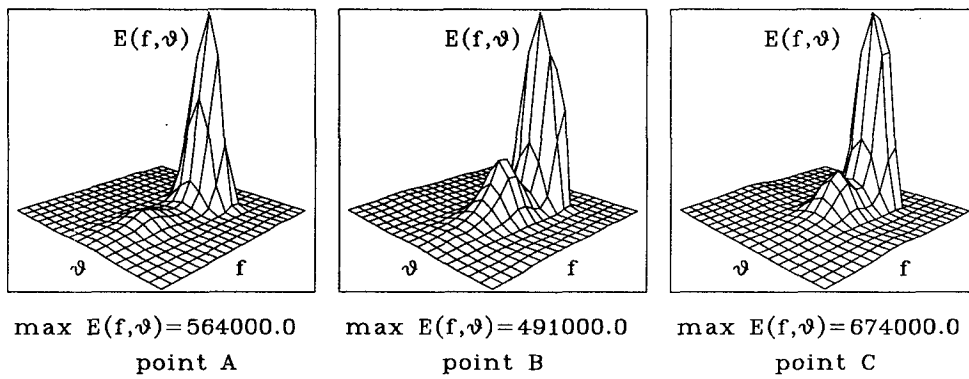 E(f,ϑ)
ϑ
f
max E(f,ϑ)=564000.0
point A
E(f,ϑ)
ϑ
f
max E(f,ϑ)=491000.0
point B
E(f,ϑ)
ϑ
f
max E(f,ϑ)=674000.0
point C